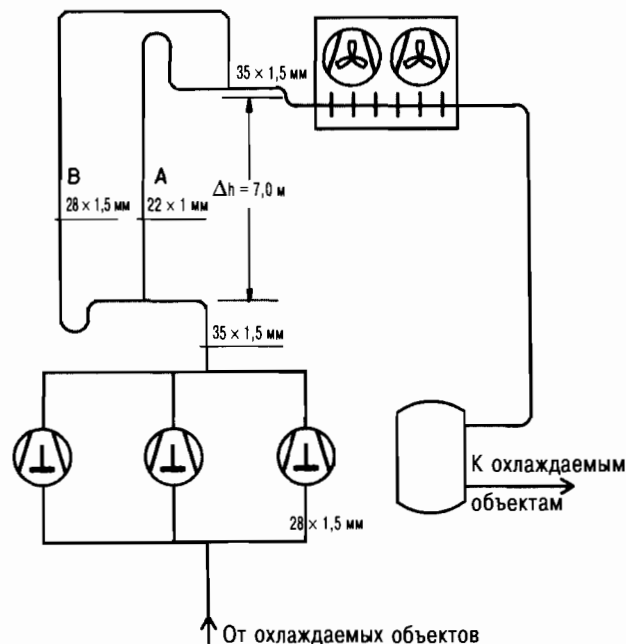 35 × 1,5 мм
B
A
Δh = 7,0 м
28 × 1,5 мм
22 × 1 мм
35 × 1,5 мм
К охлаждаемым
объектам
28 × 1,5 мм
От охлаждаемых объектов